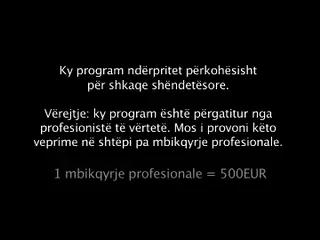 Ky program ndërpritet përkohësisht
për shkaqe shëndetësore.
Vërejtje: ky program është përgatitur nga
profesionistë të vërtetë. Mos i provoni këto
veprime në shtëpi pa mbikqyrje profesionale.
1 mbikqyrje profesionale = 500EUR